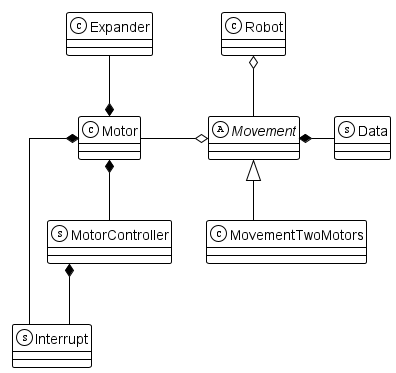 C Expander
C Robot
C Motor
A Movement
S Data
S MotorController
C MovementTwoMotors
S Interrupt